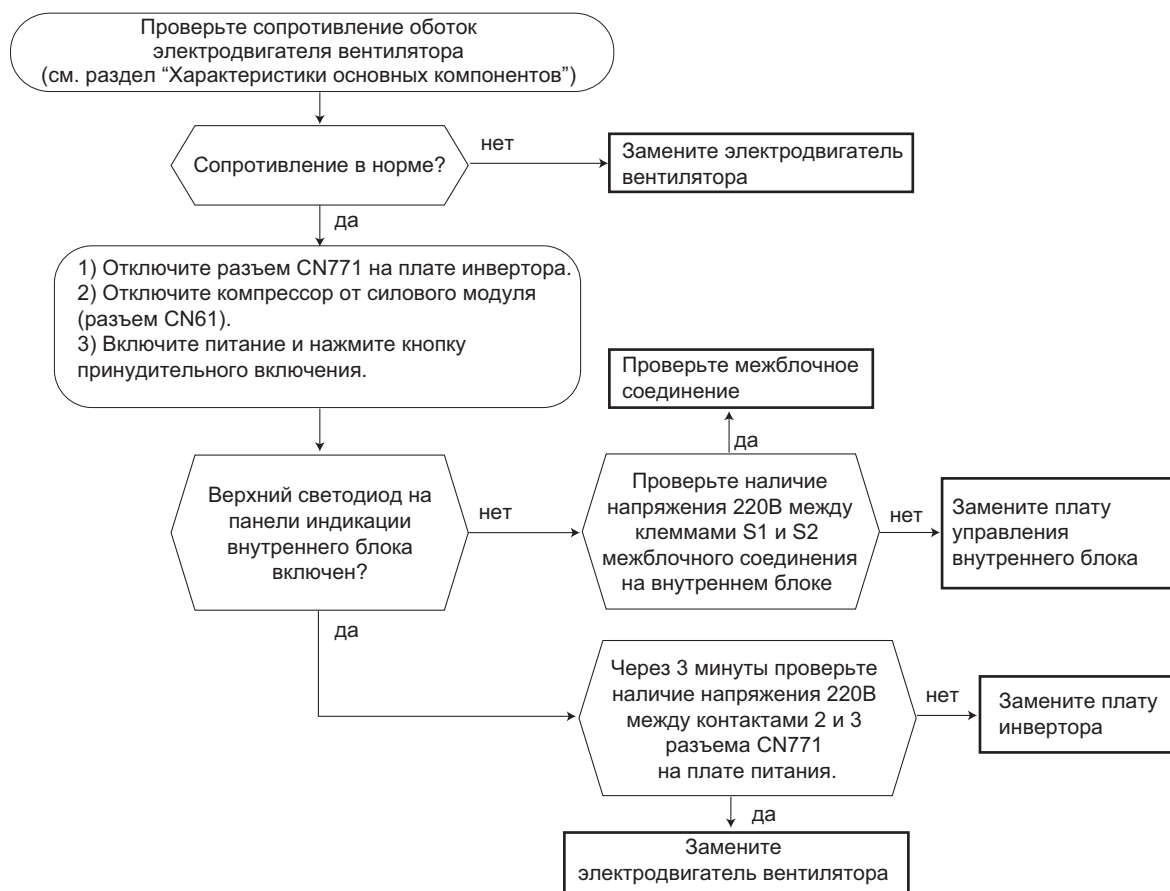 Проверьте сопротивление оботок
электродвигателя вентилятора
(см. раздел “Характеристики основных компонентов”)
Сопротивление в норме?
нет
Замените электродвигатель
вентилятора
да
1) Отключите разъем CN771 на плате инвертора.
2) Отключите компрессор от силового модуля
(разъем CN61).
3) Включите питание и нажмите кнопку
принудительного включения.
Проверьте межблочное
соединение
да
Верхний светодиод на
панели индикации
внутреннего блока
включен?
нет
Проверьте наличие
напряжения 220В между
клеммами S1 и S2
межблочного соединения
на внутреннем блоке
нет
Замените плату
управления
внутреннего блока
да
Через 3 минуты проверьте
наличие напряжения 220В
между контактами 2 и 3
разъема CN771
на плате питания.
нет
Замените плату
инвертора
да
Замените
электродвигатель вентилятора